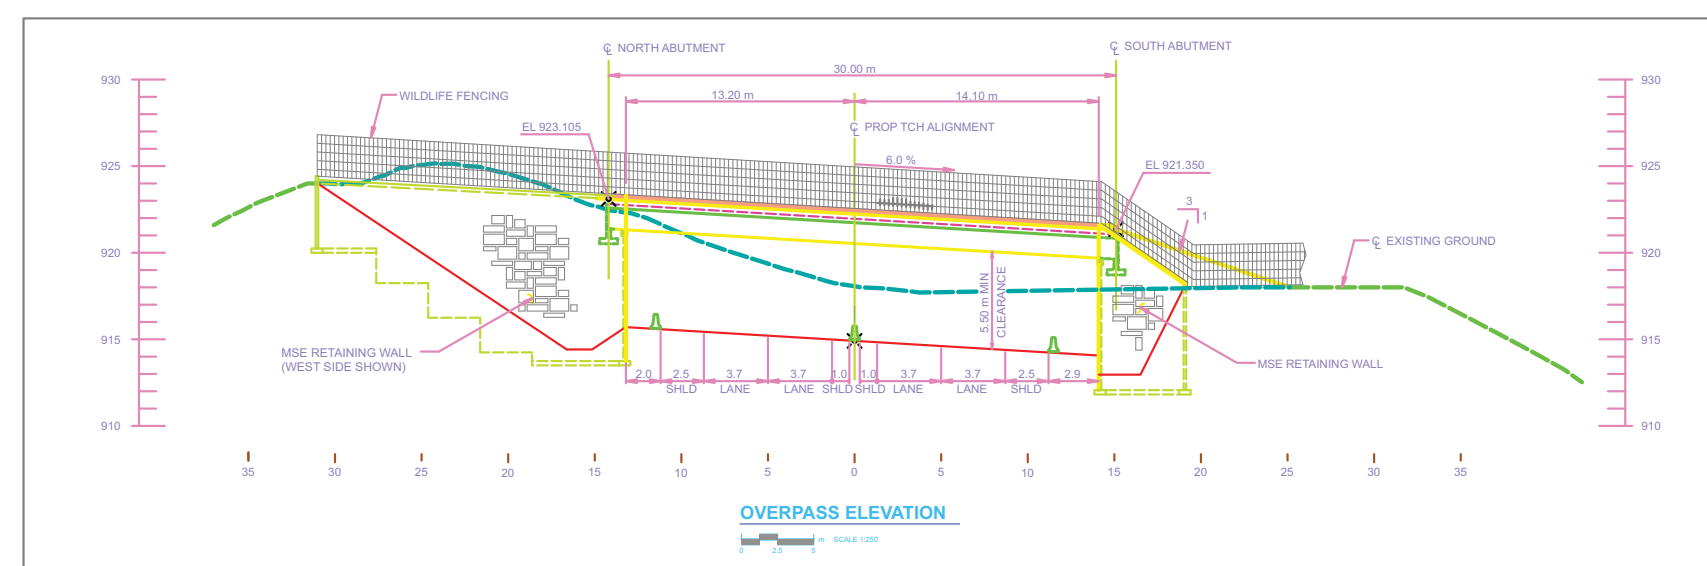 ℄ NORTH ABUTMENT
℄ SOUTH ABUTMENT
30.00 m
930
930
WILDLIFE FENCING
13.20 m
14.10 m
EL 923.105
℄ PROP TCH ALIGNMENT
6.0 %
EL 921.350
925
925
3
1
℄ EXISTING GROUND
920
920
5.50 m MIN
CLEARANCE
915
915
MSE RETAINING WALL
(WEST SIDE SHOWN)
MSE RETAINING WALL
2.0 2.5 3.7 3.7 1.0 1.0 3.7 3.7 2.5 2.9
SHLD LANE LANE SHLD SHLD LANE LANE SHLD
910
910
35 30 25 20 15 10 5 0 5 10 15 20 25 30 35
OVERPASS ELEVATION
m SCALE 1:250
0 2.5 5